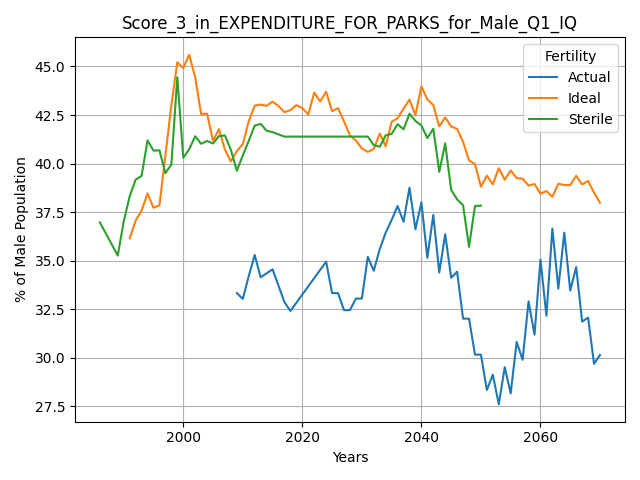 Score_3_in_EXPENDITURE_FOR_PARKS_for_Male_Q1_IQ
Fertility
Actual
Ideal
Sterile
% of Male Population
45.0
42.5
40.0
37.5
35.0
32.5
30.0
27.5
2000
2020
2040
2060
Years